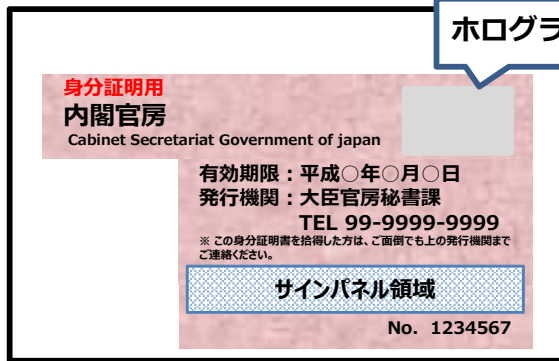 ホログラ
身分証明用
内閣官房
Cabinet Secretariat Government of japan
有効期限：平成○年○月○日
発行機関：大臣官房秘書課
TEL 99-9999-9999
※ この身分証明書を拾得した方は、ご面倒でも上の発行機関まで
ご連絡ください。
サインパネル領域
No. 1234567